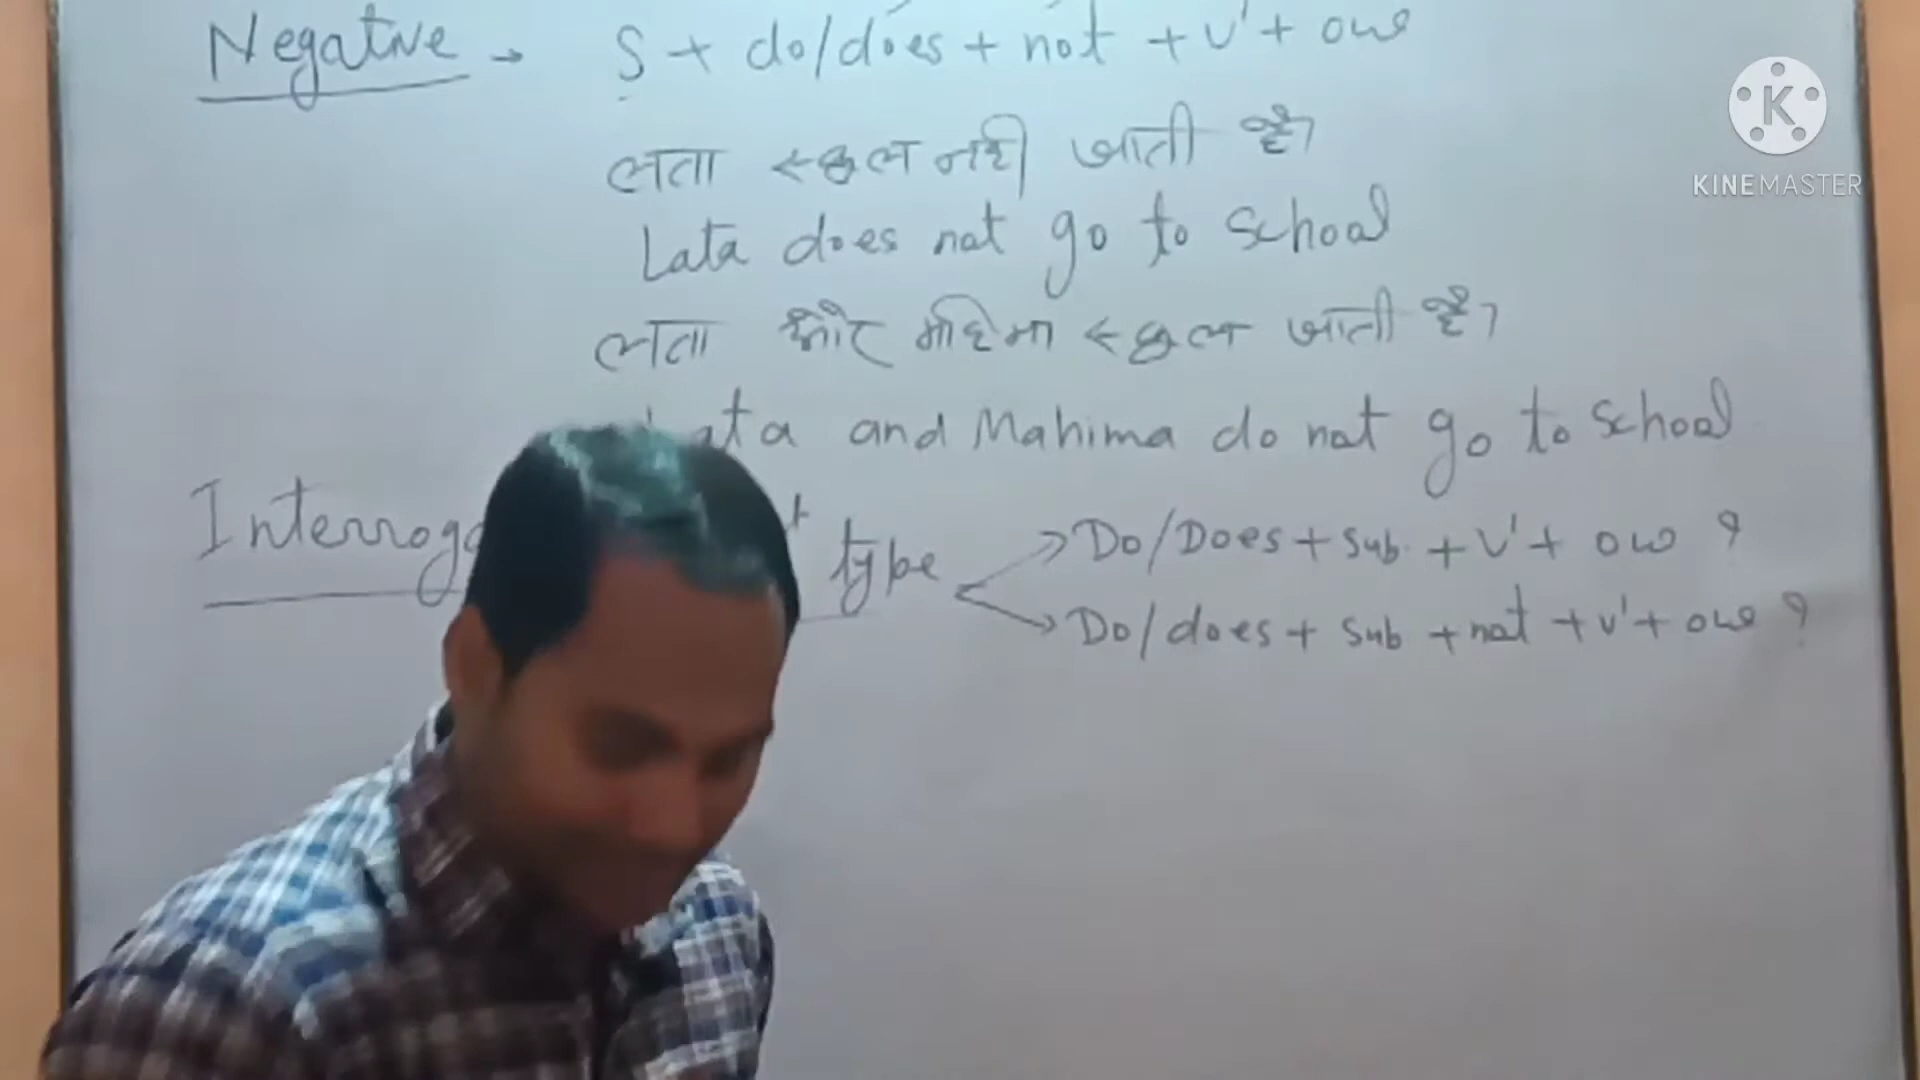 Negative → S + do/does + not + V¹ + ow
लता स्कुल नही जाती है।
Lata does not go to school
लता और महिमा स्कुल जाती है।
and Mahima do not go to school
type
Do/Does + Sub + V¹ + ow ?
Do/does + Sub + not + V¹ + ow ?
K
KINEMASTER